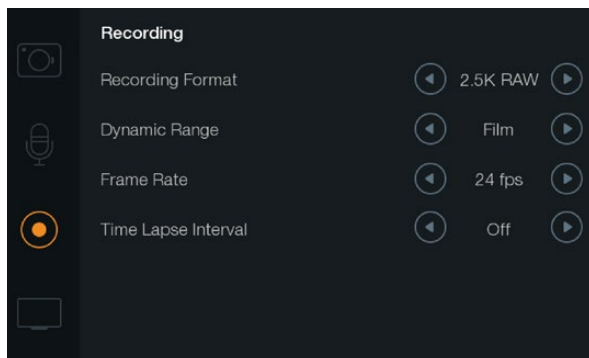 Recording
Recording Format 2.5K RAW
Dynamic Range Film
Frame Rate 24 fps
Time Lapse Interval Off